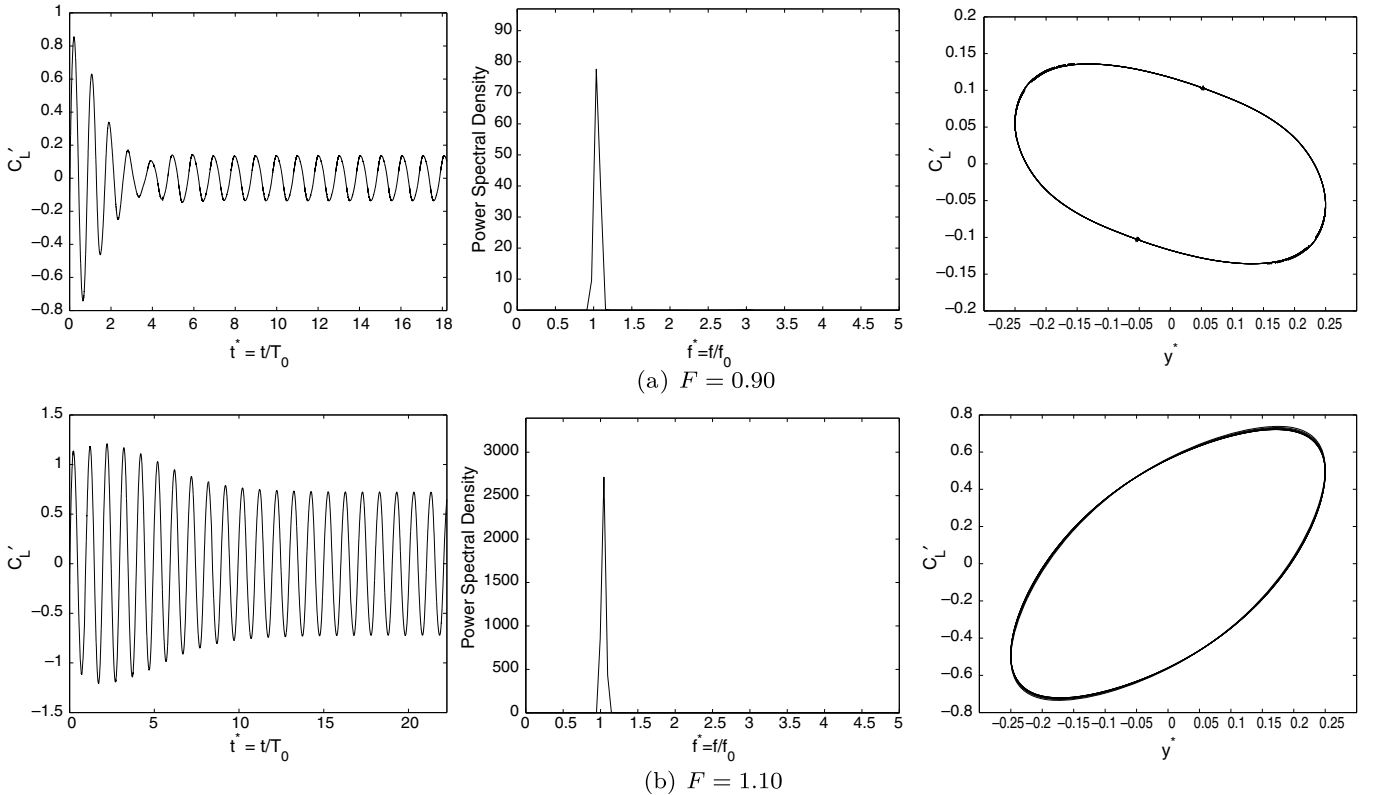 1
0.8
0.6
0.4
0.2
0
−0.2
−0.4
−0.6
−0.8
C_L′
0 2 4 6 8 10 12 14 16 18
t* = t/T_0
90
80
70
60
50
40
30
20
10
0
Power Spectral Density
0 0.5 1 1.5 2 2.5 3 3.5 4 4.5 5
f*=f/f_0
0.2
0.15
0.1
0.05
0
−0.05
−0.1
−0.15
−0.2
C_L′
−0.25 −0.2 −0.15 −0.1 −0.05 0 0.05 0.1 0.15 0.2 0.25
y*
(a) F = 0.90
1.5
1
0.5
0
−0.5
−1
−1.5
C_L′
0 5 10 15 20
t* = t/T_0
3000
2500
2000
1500
1000
500
0
Power Spectral Density
0 0.5 1 1.5 2 2.5 3 3.5 4 4.5 5
f*=f/f_0
0.8
0.6
0.4
0.2
0
−0.2
−0.4
−0.6
−0.8
C_L′
−0.25 −0.2 −0.15 −0.1 −0.05 0 0.05 0.1 0.15 0.2 0.25
y*
(b) F = 1.10